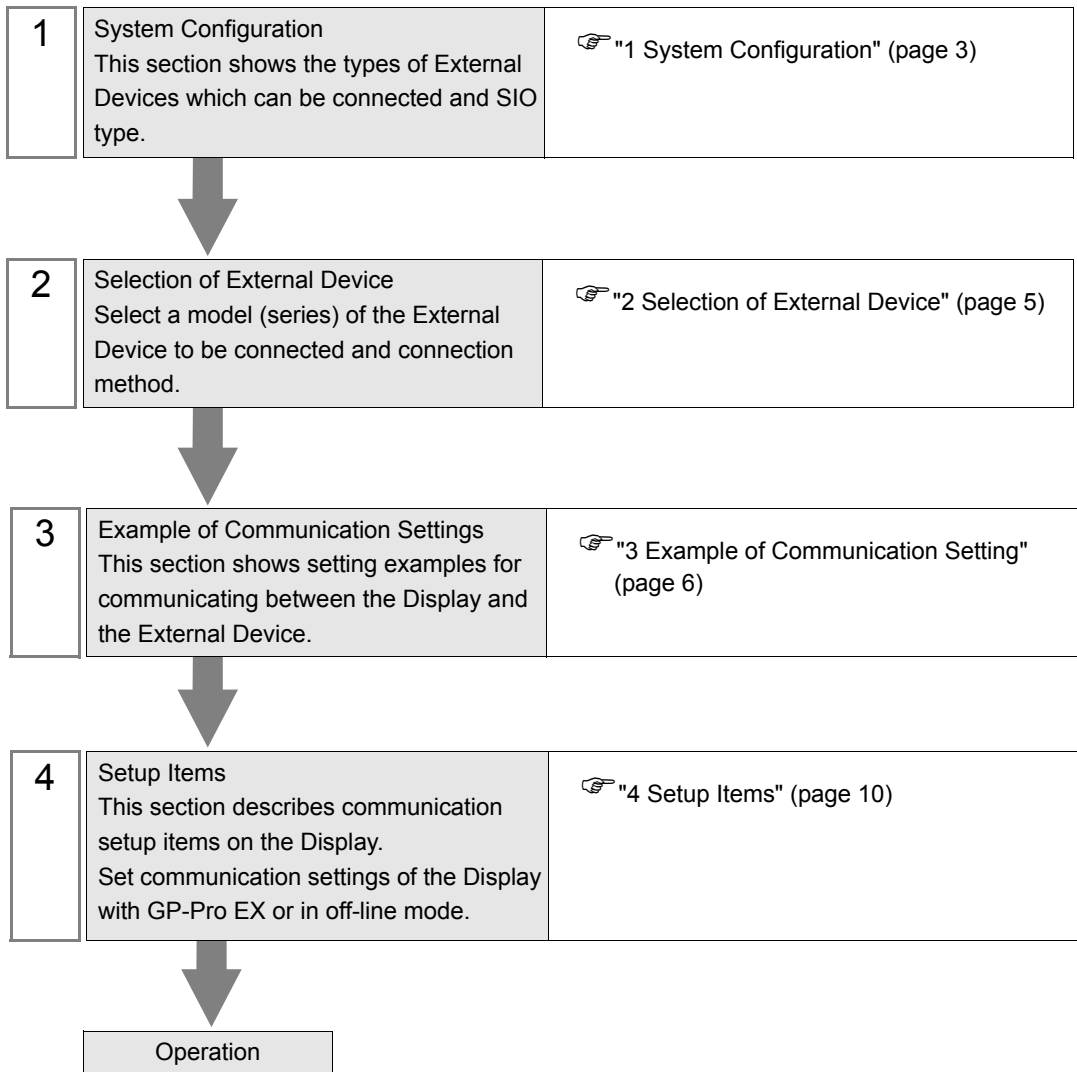 1
System Configuration
This section shows the types of External
Devices which can be connected and SIO
type.
"1 System Configuration" (page 3)
2
Selection of External Device
Select a model (series) of the External
Device to be connected and connection
method.
"2 Selection of External Device" (page 5)
3
Example of Communication Settings
This section shows setting examples for
communicating between the Display and
the External Device.
"3 Example of Communication Setting"
(page 6)
4
Setup Items
This section describes communication
setup items on the Display.
Set communication settings of the Display
with GP-Pro EX or in off-line mode.
"4 Setup Items" (page 10)
Operation